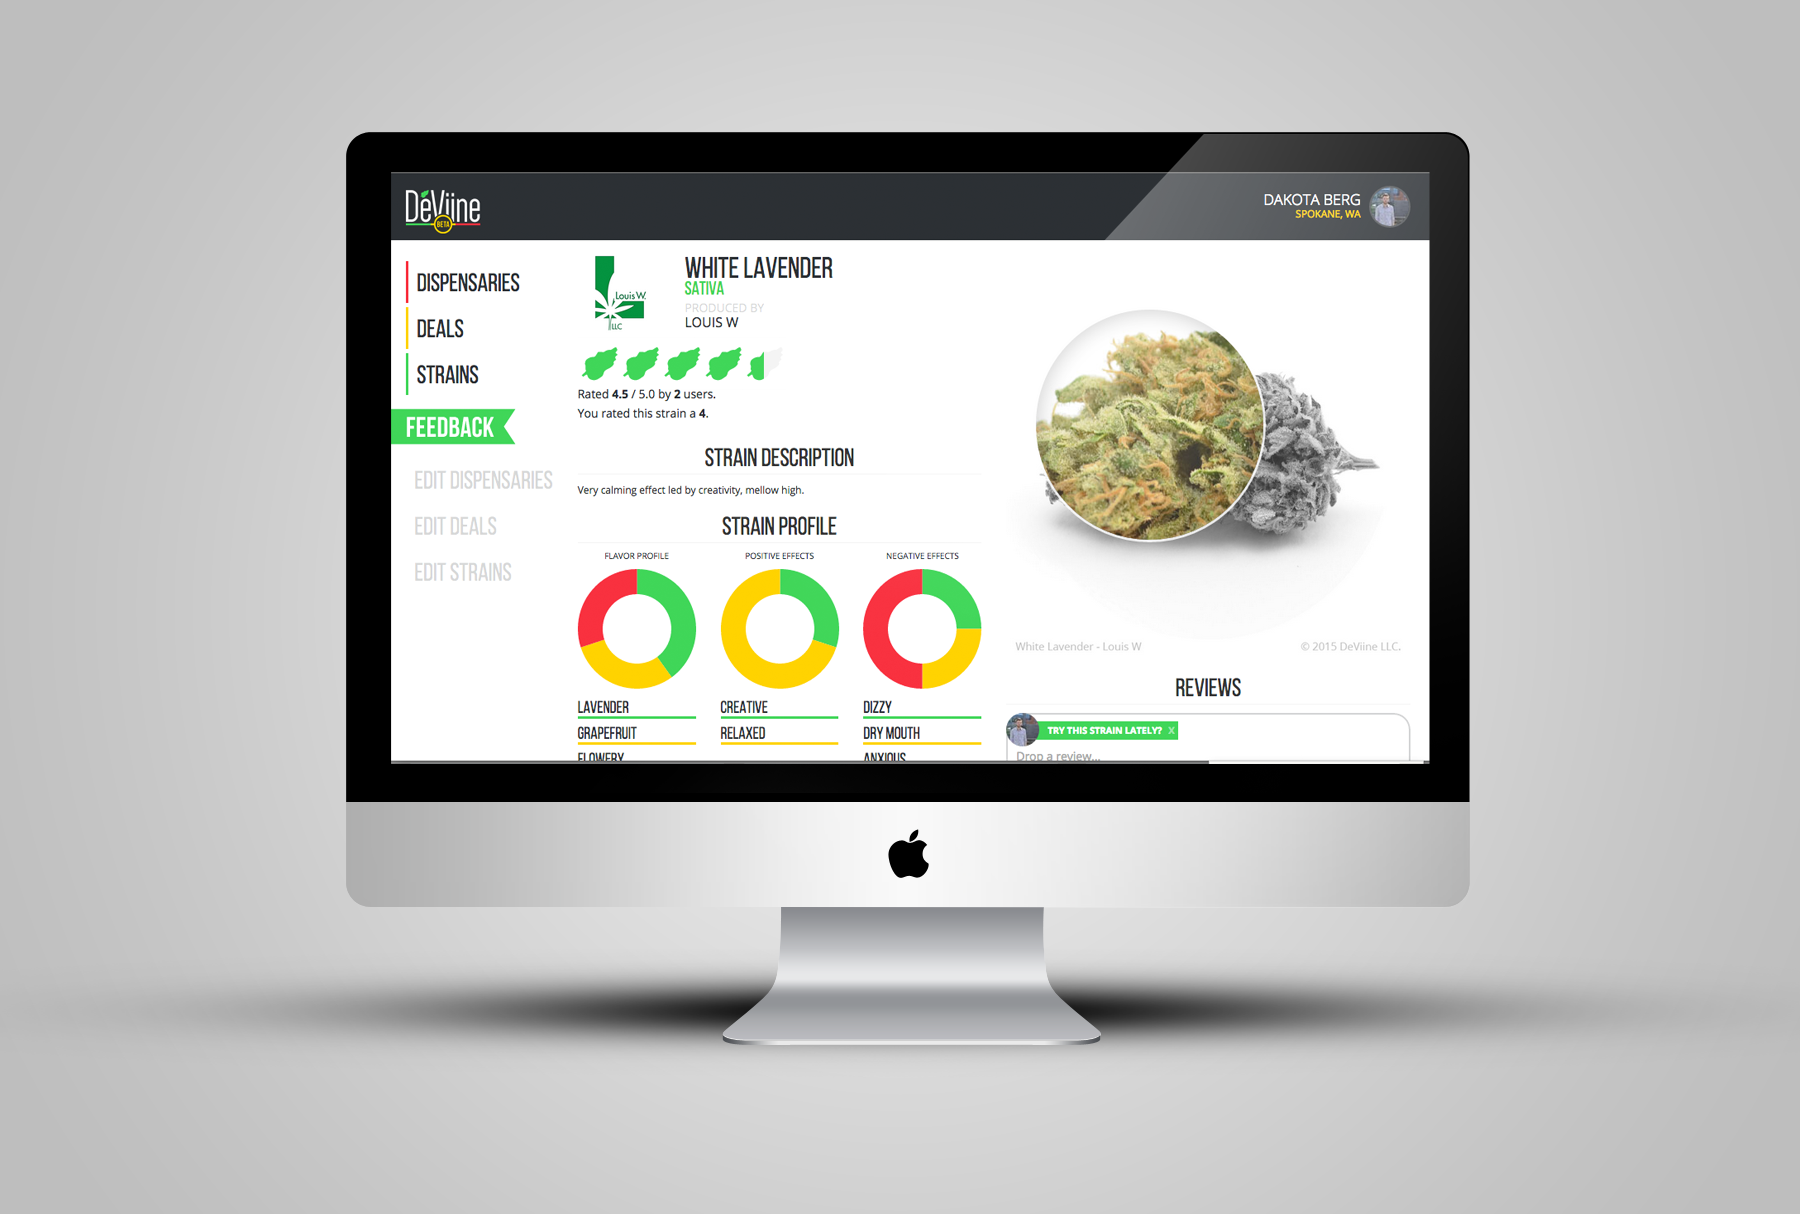 DéViine
BETA
DAKOTA BERG
SPOKANE, WA
DISPENSARIES
DEALS
STRAINS
FEEDBACK
EDIT DISPENSARIES
EDIT DEALS
EDIT STRAINS
Louis W.
LLC
WHITE LAVENDER
SATIVA
PRODUCED BY
LOUIS W
Rated 4.5 / 5.0 by 2 users.
You rated this strain a 4.
STRAIN DESCRIPTION
Very calming effect led by creativity, mellow high.
STRAIN PROFILE
FLAVOR PROFILE
POSITIVE EFFECTS
NEGATIVE EFFECTS
LAVENDER
CREATIVE
DIZZY
GRAPEFRUIT
RELAXED
DRY MOUTH
FLOWERY
ANXIOUS
White Lavender - Louis W
© 2015 DeViine LLC.
REVIEWS
TRY THIS STRAIN LATELY? X
Drop a review...